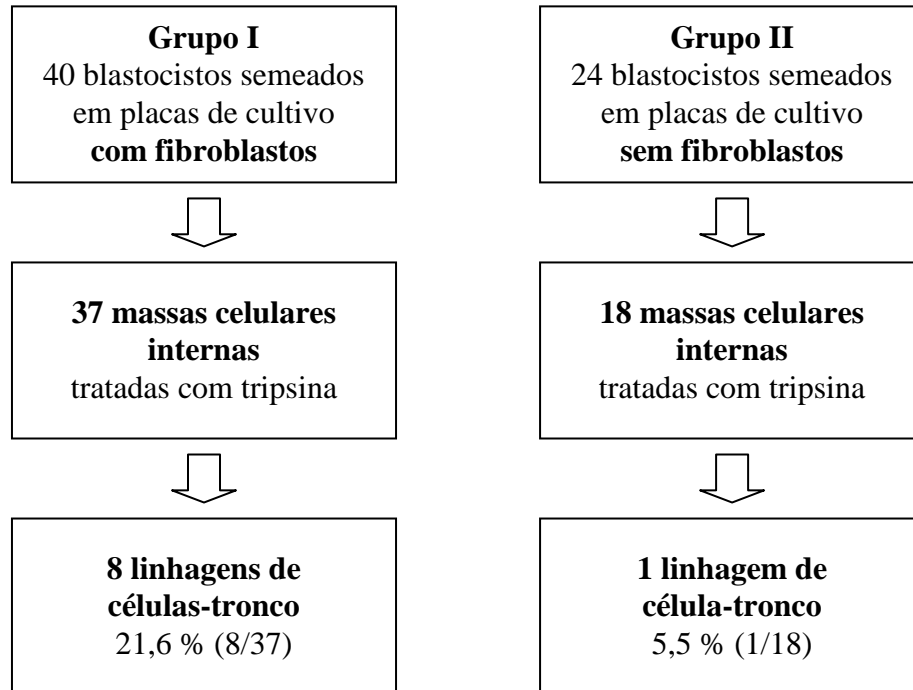 Grupo I
40 blastocistos semeados
em placas de cultivo
com fibroblastos
37 massas celulares
internas
tratadas com tripsina
8 linhagens de
células-tronco
21,6 % (8/37)
Grupo II
24 blastocistos semeados
em placas de cultivo
sem fibroblastos
18 massas celulares
internas
tratadas com tripsina
1 linhagem de
célula-tronco
5,5 % (1/18)